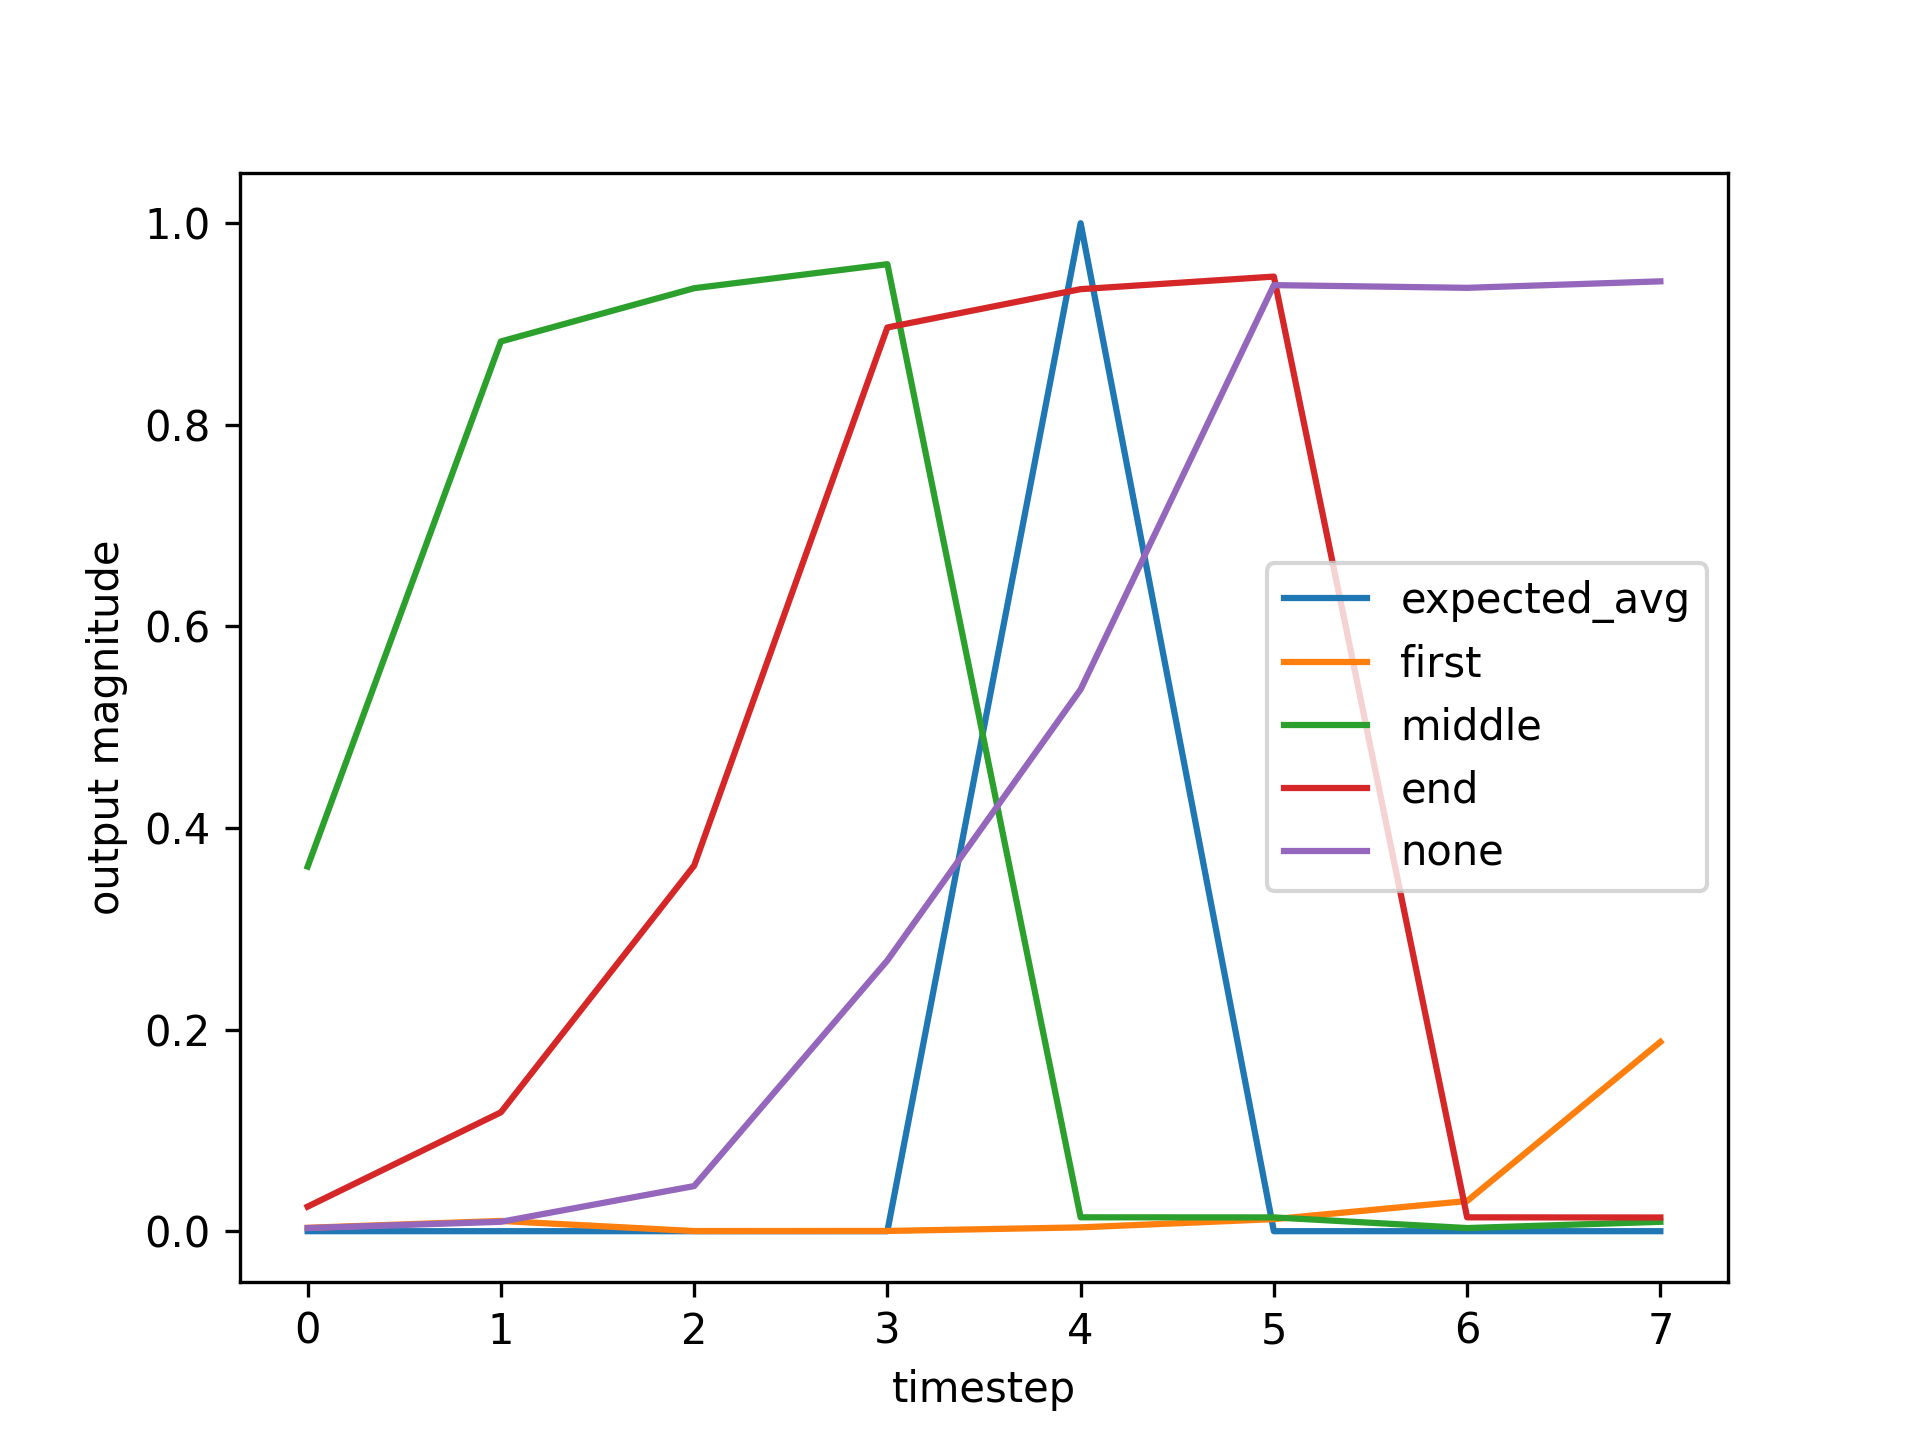 output magnitude
1.0
0.8
0.6
0.4
0.2
0.0
expected_avg
first
middle
end
none
0 1 2 3 4 5 6 7
timestep